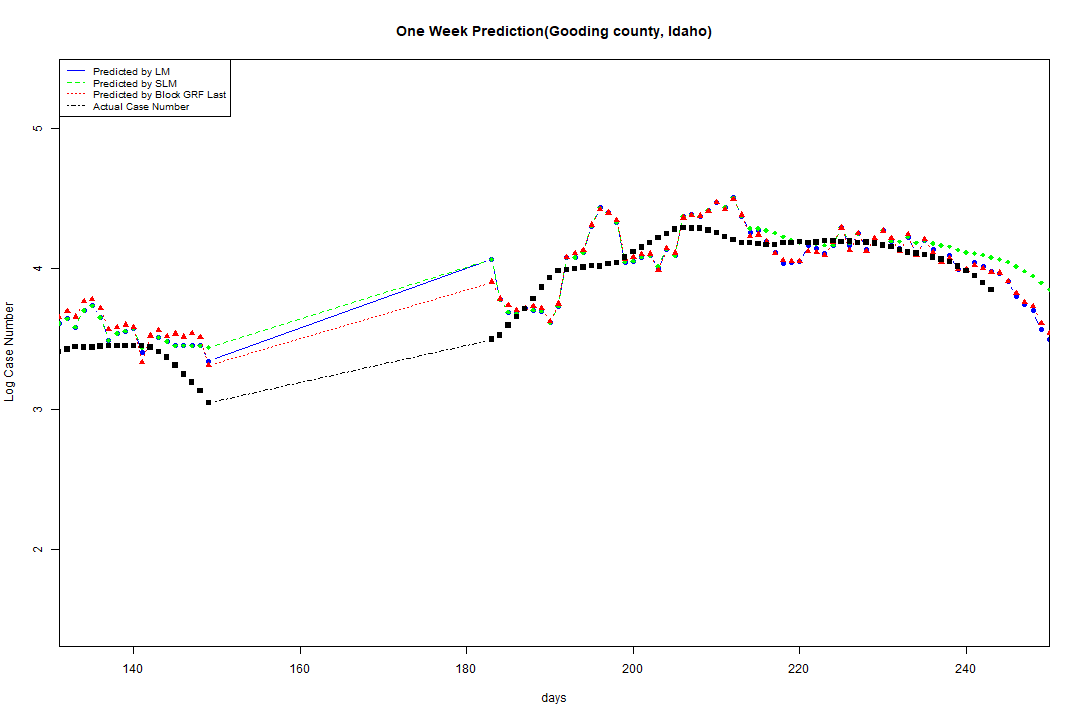 One Week Prediction(Gooding county, Idaho)
Predicted by LM
Predicted by SLM
Predicted by Block GRF Last
Actual Case Number
5
4
3
2
Log Case Number
140 160 180 200 220 240
days